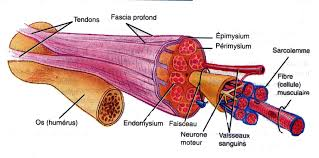 Tendons
Fascia profond
Épimysium
Périmysium
Sarcolemme
Fibre
(cellule)
musculaire
Os (humérus)
Endomysium
Faisceau
Neurone
moteur
Vaisseaux
sanguins